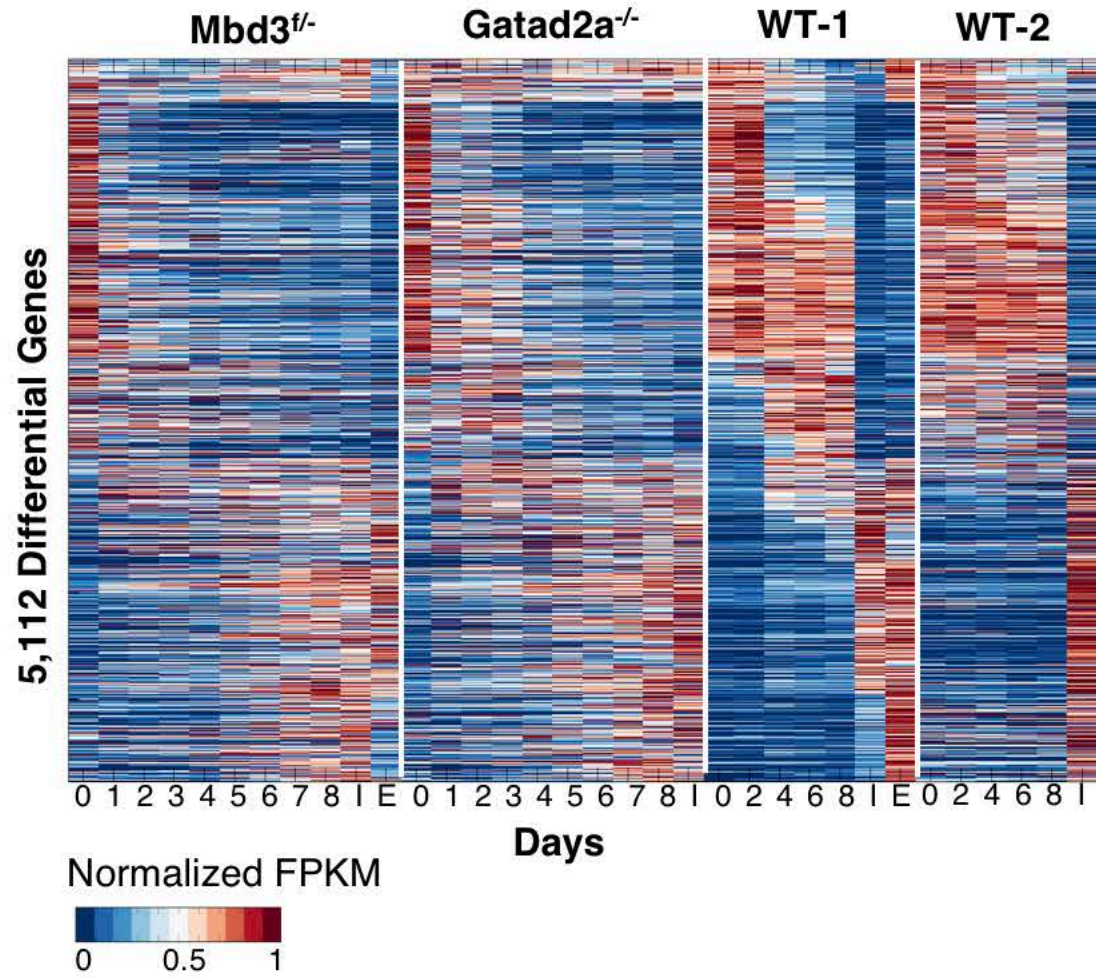 Mbd3f/- Gatad2a-/- WT-1 WT-2
5,112 Differential Genes
0 1 2 3 4 5 6 7 8 I E 0 1 2 3 4 5 6 7 8 I 0 2 4 6 8 I E 0 2 4 6 8 I
Days
Normalized FPKM
0 0.5 1